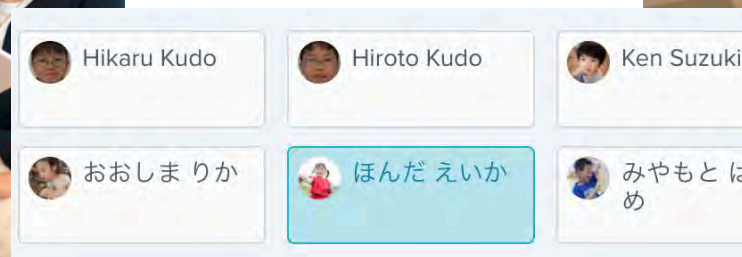 Hikaru Kudo
Hiroto Kudo
Ken Suzuki
おおしま りか
ほんだ えいか
みやもと は
め